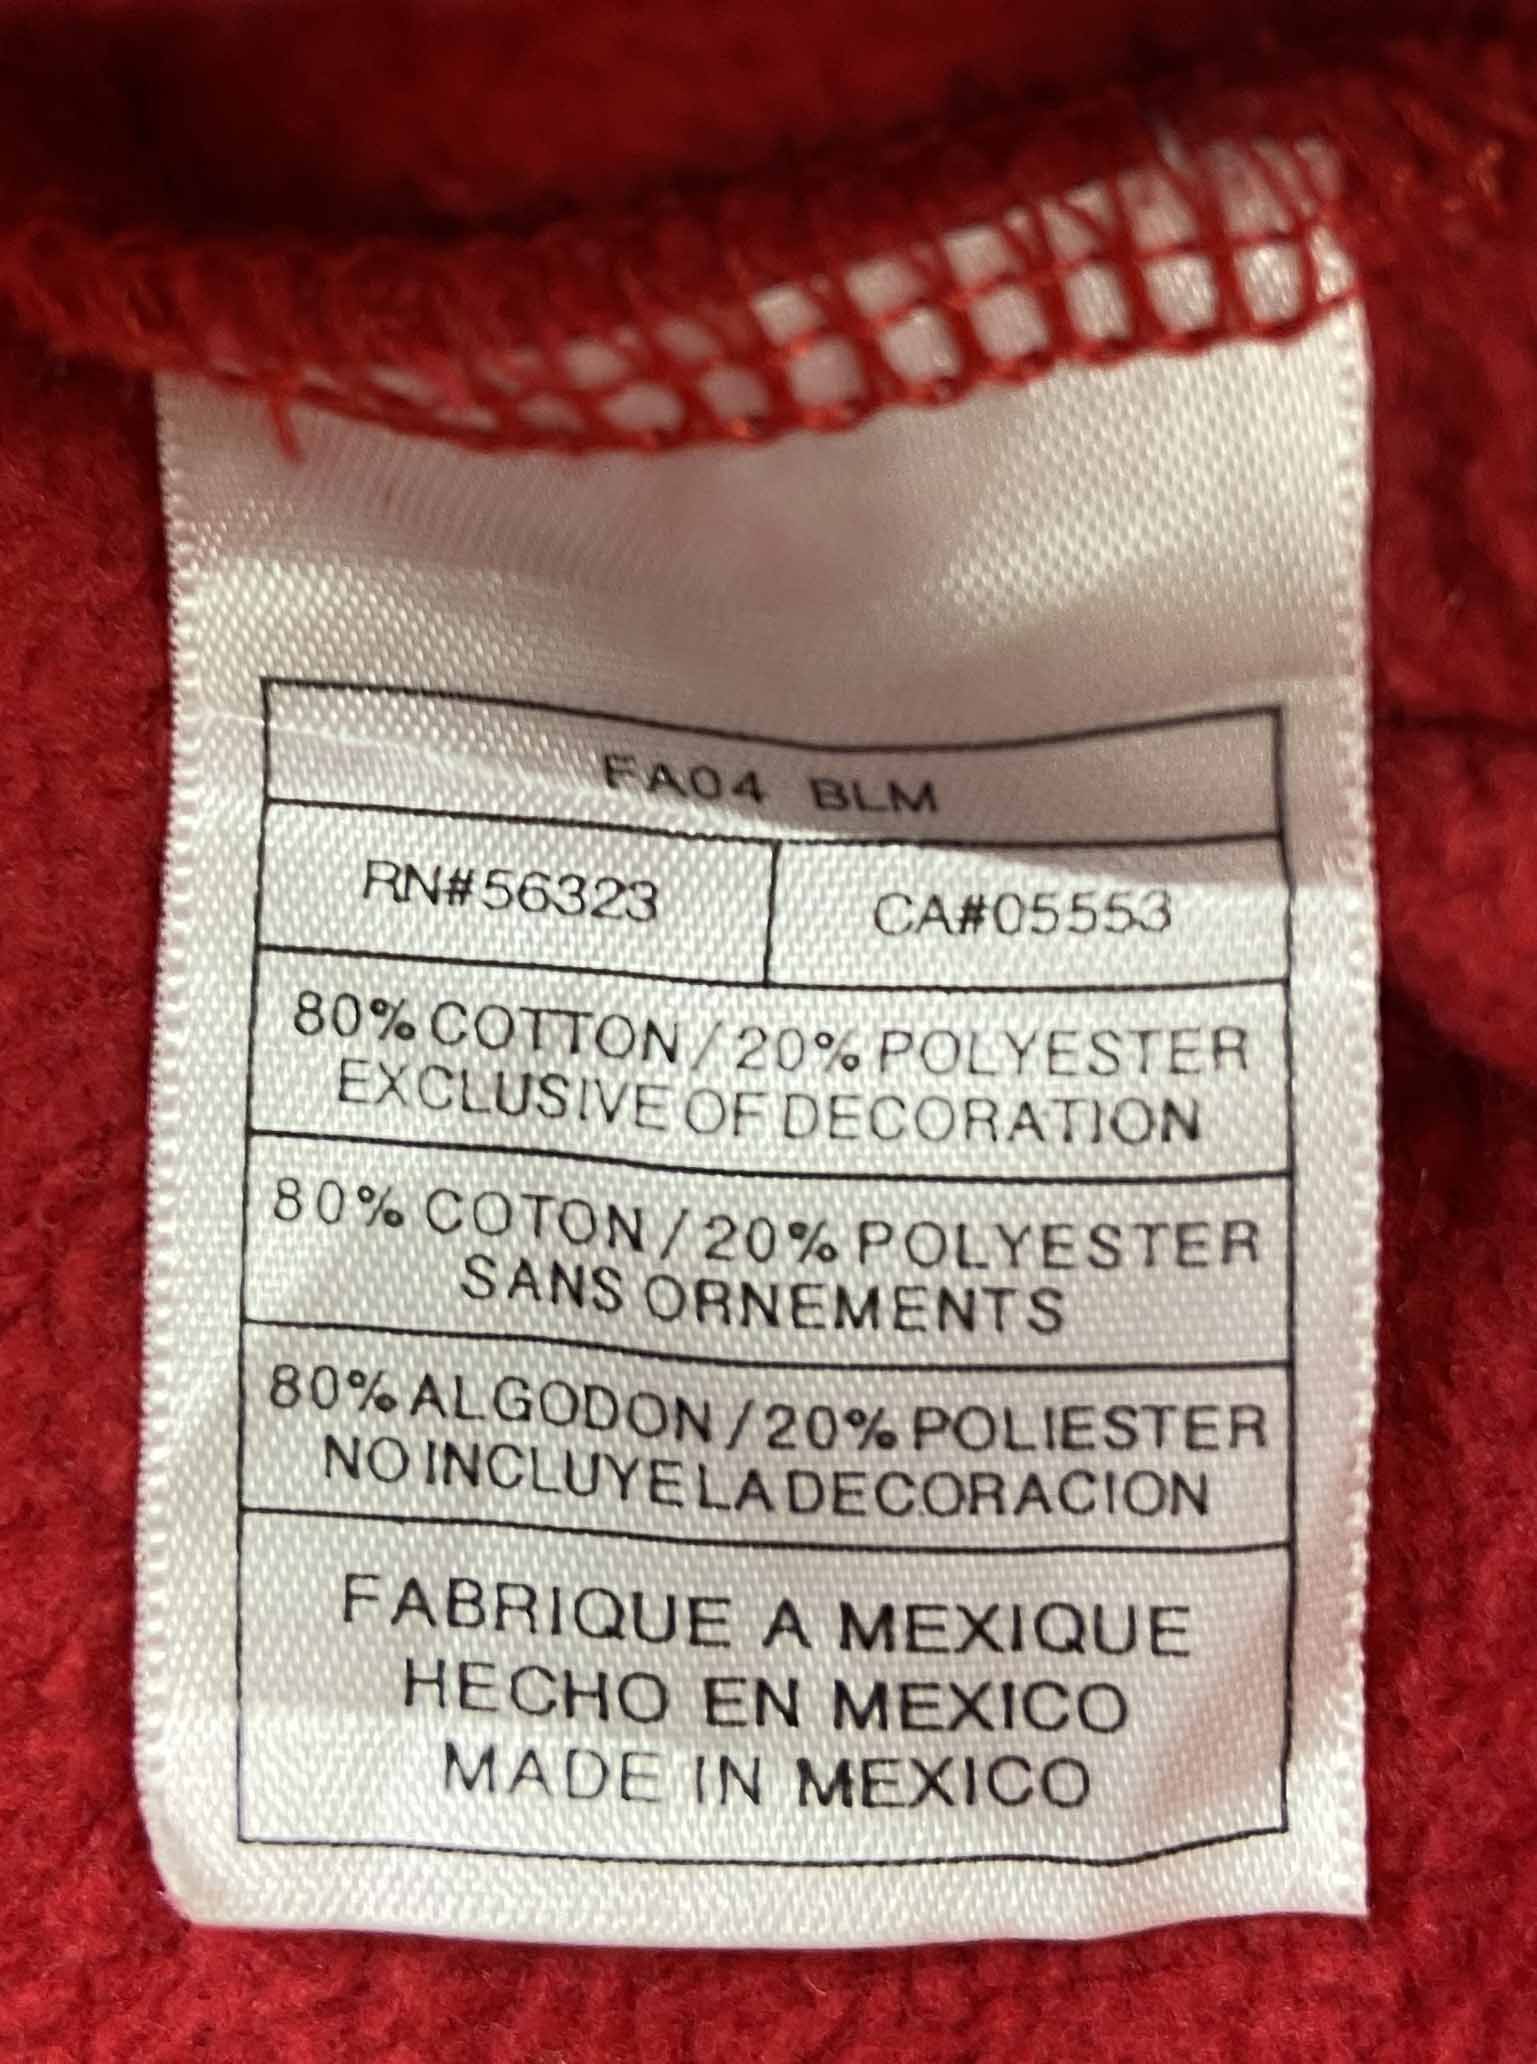 FA04 BLM
RN#56323 CA#05553
80% COTTON / 20% POLYESTER
EXCLUSIVE OF DECORATION
80% COTON / 20% POLYESTER
SANS ORNEMENTS
80% ALGODON / 20% POLIESTER
NO INCLUYE LA DECORACION
FABRIQUE A MEXIQUE
HECHO EN MEXICO
MADE IN MEXICO